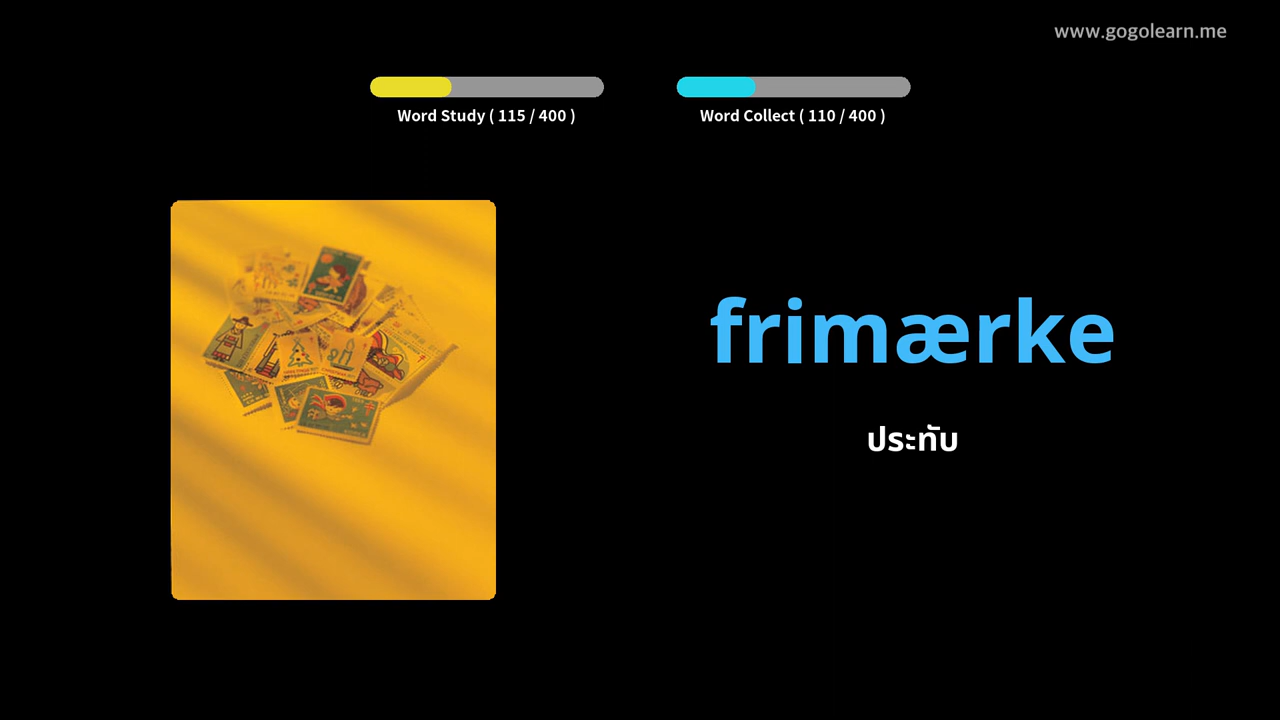 www.gogolearn.me
Word Study ( 115 / 400 )
Word Collect ( 110 / 400 )
frimærke
ประทับ